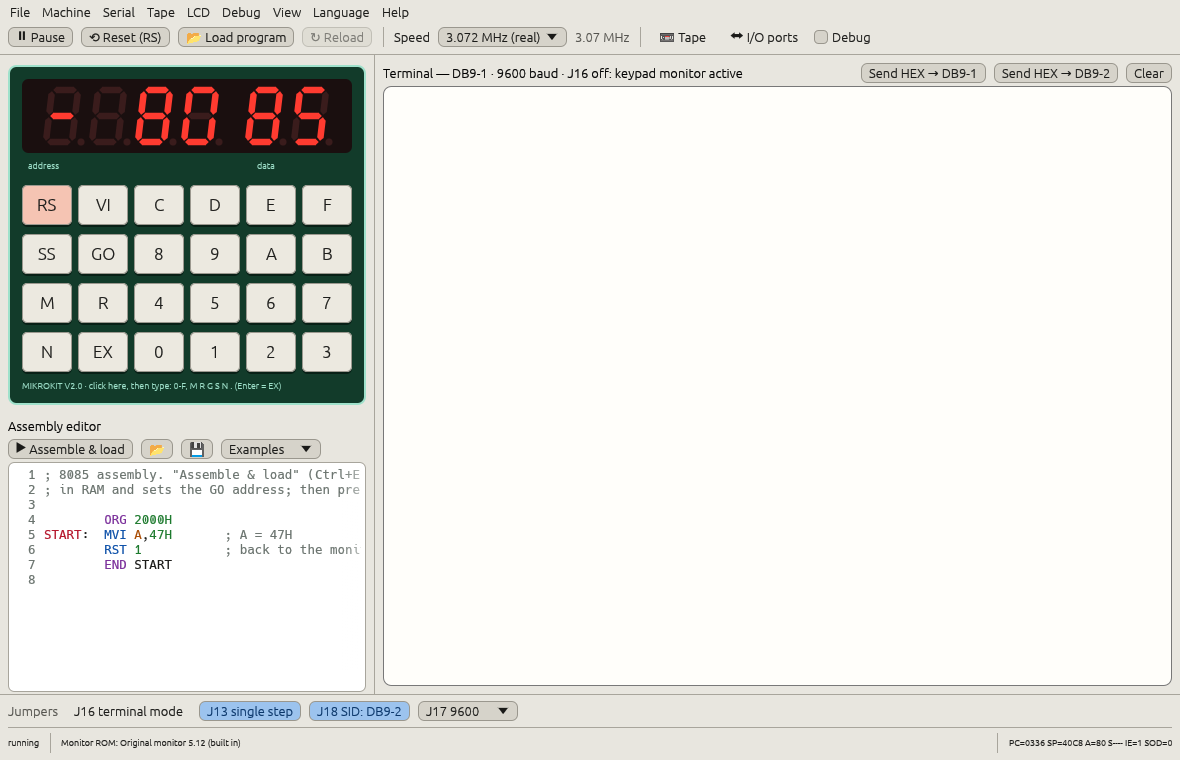 File Machine Serial Tape LCD Debug View Language Help
Pause Reset (RS) Load program Reload Speed 3.072 MHz (real) 3.07 MHz Tape I/O ports Debug
- 80 85
address data
RS VI C D E F
SS GO 8 9 A B
M R 4 5 6 7
N EX 0 1 2 3
MIKROKIT V2.0 · click here, then type: 0-F, M R G S N . (Enter = EX)
Terminal — DB9-1 · 9600 baud · J16 off: keypad monitor active Send HEX → DB9-1 Send HEX → DB9-2 Clear
Assembly editor
Assemble & load Examples
1 ; 8085 assembly. "Assemble & load" (Ctrl+E
2 ; in RAM and sets the GO address; then pre
3
4 ORG 2000H
5 START: MVI A,47H ; A = 47H
6 RST 1 ; back to the moni
7 END START
8
Jumpers J16 terminal mode J13 single step J18 SID: DB9-2 J17 9600
running Monitor ROM: Original monitor 5.12 (built in) PC=0336 SP=40C8 A=80 S---- IE=1 SOD=0